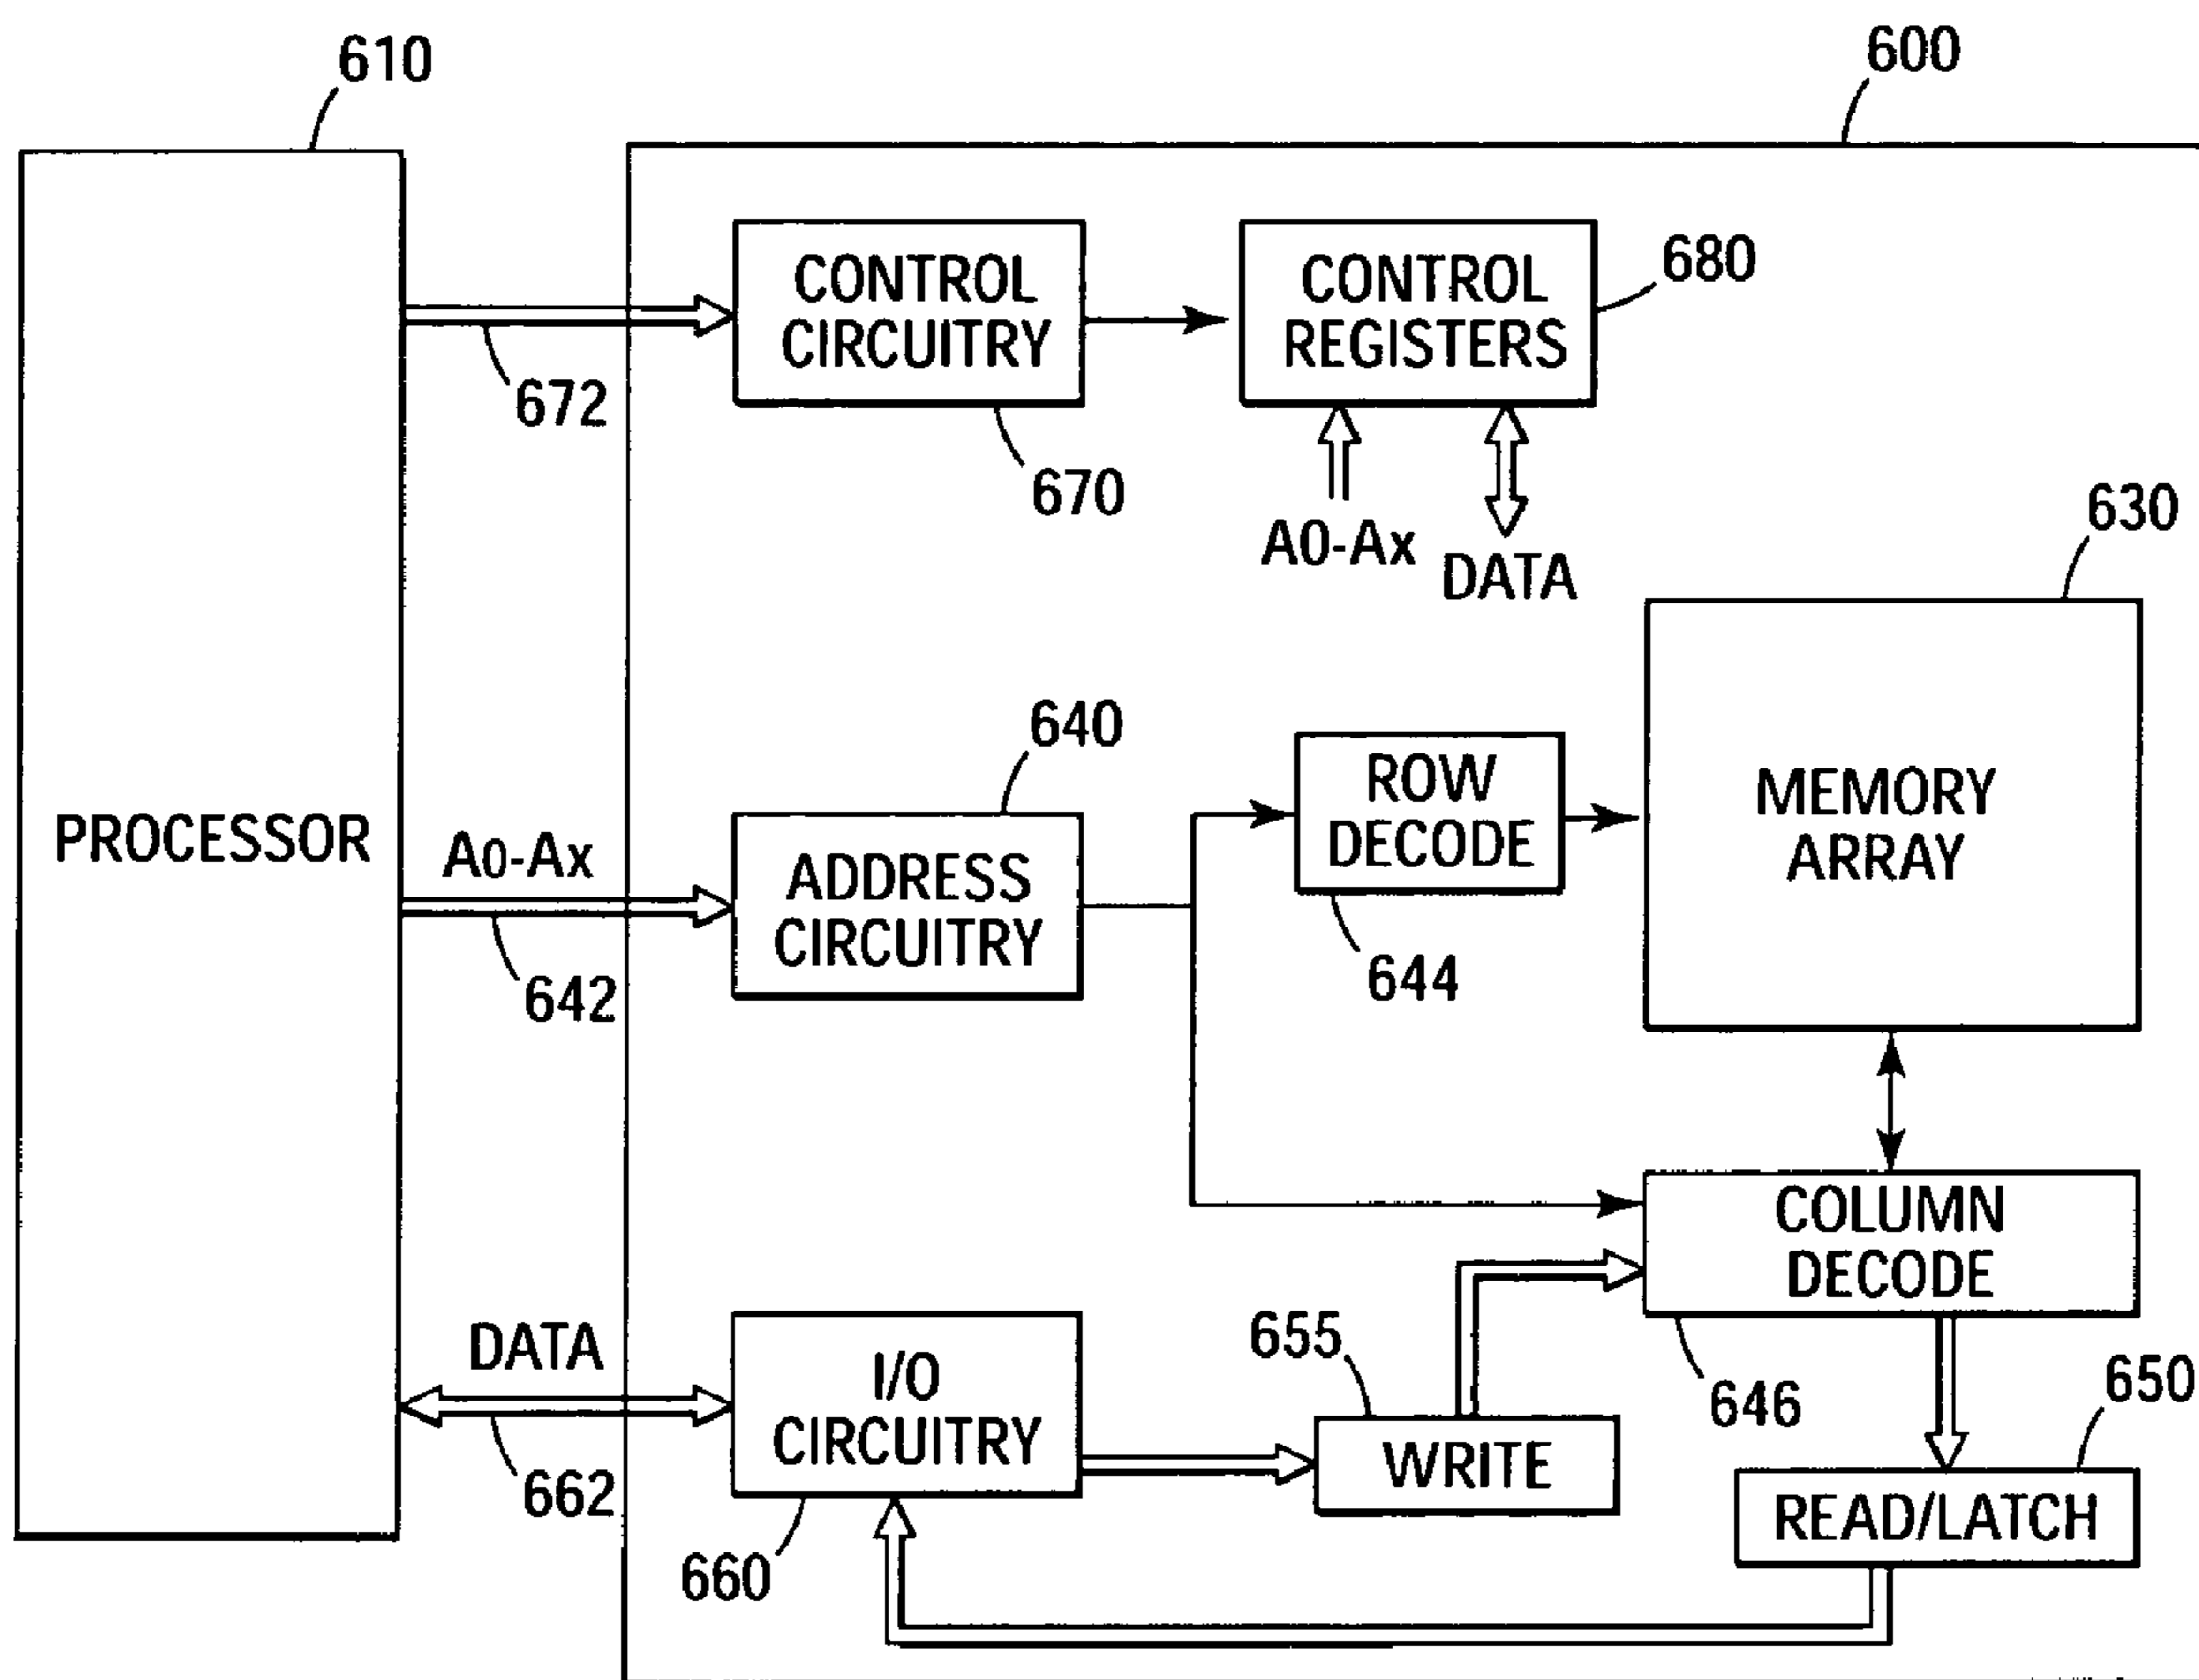 610
600
CONTROL
CIRCUITRY
CONTROL
REGISTERS
680
672
670
A0-Ax
DATA
630
640
ROW
DECODE
MEMORY
ARRAY
PROCESSOR
A0-Ax
ADDRESS
CIRCUITRY
644
642
COLUMN
DECODE
DATA
I/O
CIRCUITRY
655
646
650
WRITE
662
READ/LATCH
660